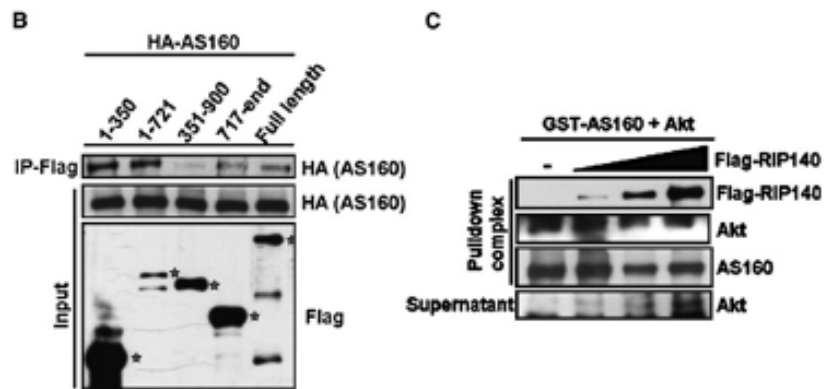 B
HA-AS160
1-350
1-721
351-900
717-end
Full length
IP-Flag
HA (AS160)
HA (AS160)
Input
*
*
*
*
*
Flag
C
GST-AS160 + Akt
-
Flag-RIP140
Pulldown
complex
Flag-RIP140
Akt
AS160
Supernatant
Akt